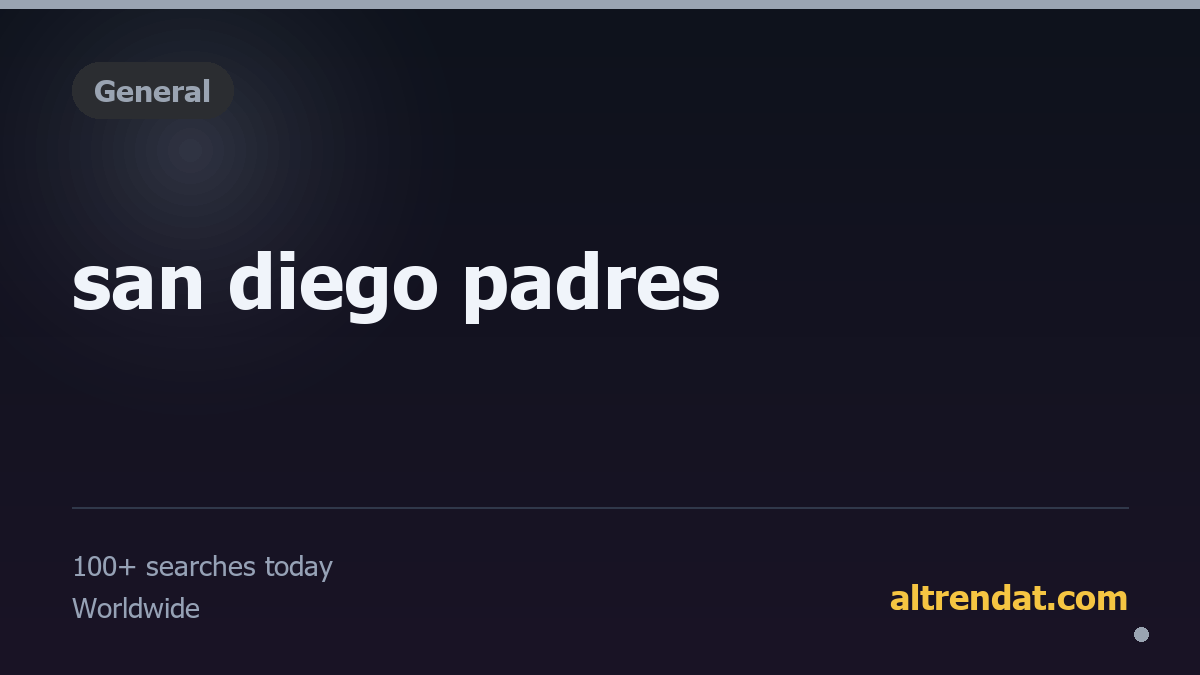 General
san diego padres
100+ searches today
Worldwide
altrendat.com